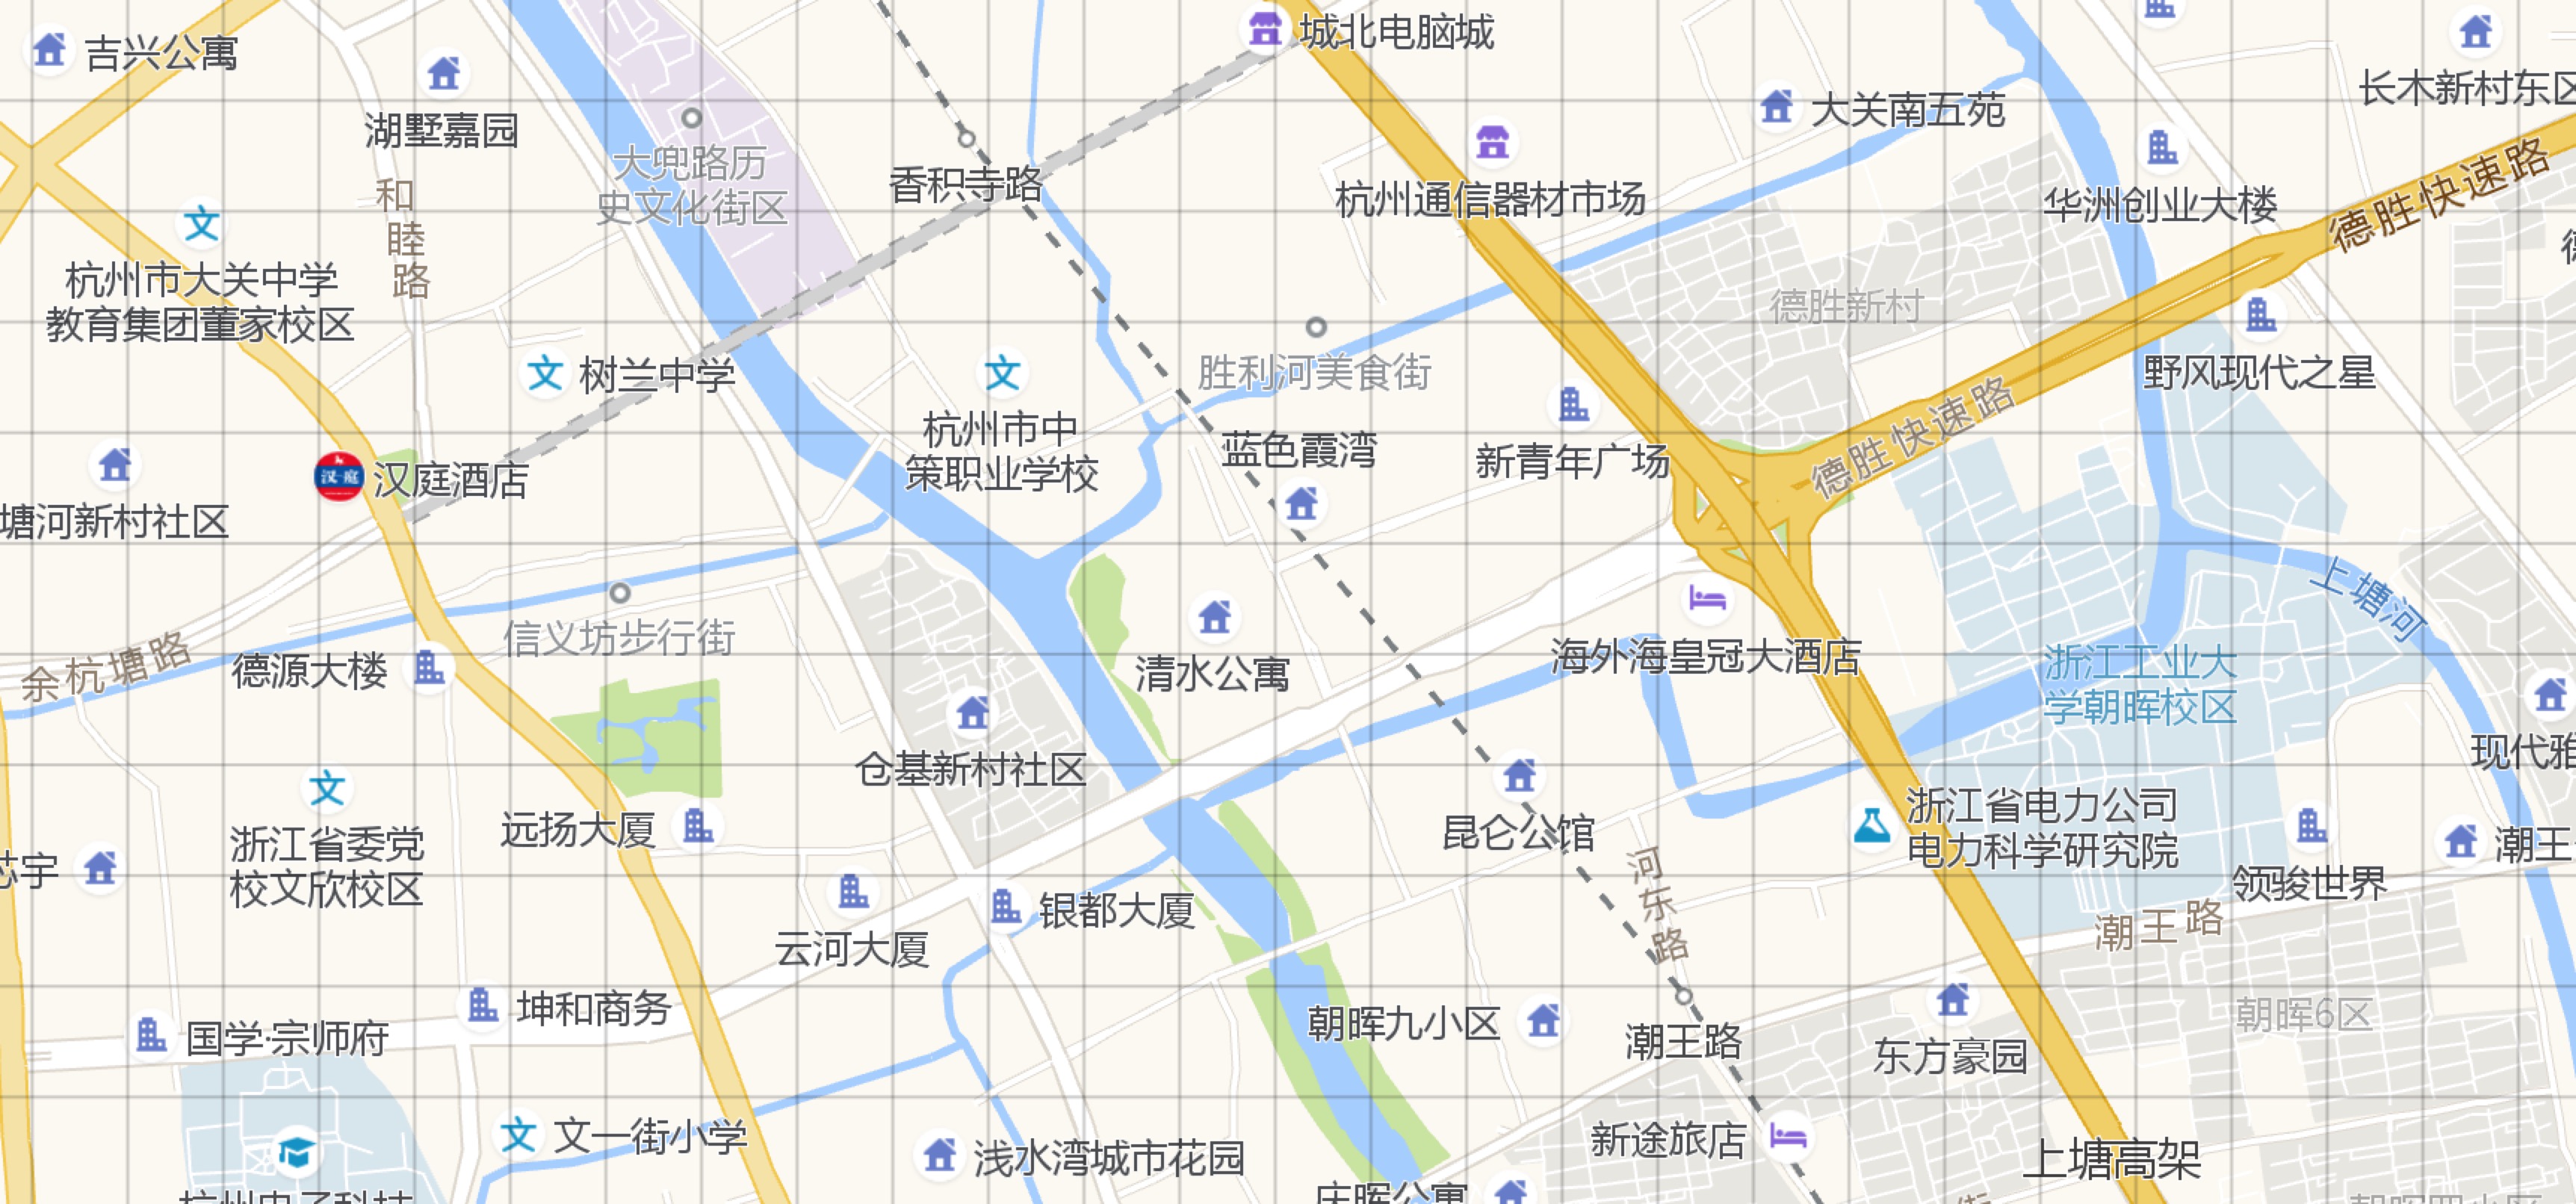 吉兴公寓
城北电脑城
湖墅嘉园
长木新村东区
大关南五苑
大兜路历
史文化街区
香积寺路
杭州通信器材市场
华洲创业大楼
德胜快速路
和睦路
杭州市大关中学
教育集团董家校区
德胜新村
树兰中学
胜利河美食街
野风现代之星
杭州市中
策职业学校
蓝色霞湾
新青年广场
德胜快速路
汉庭
汉庭酒店
塘河新村社区
上塘河
信义坊步行街
余杭塘路
德源大楼
清水公寓
海外海皇冠大酒店
浙江工业大
学朝晖校区
仓基新村社区
现代雅
远扬大厦
昆仑公馆
浙江省电力公司
电力科学研究院
浙江省委党
校文欣校区
芯宇
潮王
领骏世界
河东路
银都大厦
云河大厦
潮王路
坤和商务
国学·宗师府
朝晖九小区
潮王路
东方豪园
朝晖6区
文一街小学
浅水湾城市花园
新途旅店
上塘高架
庆晖公寓
杭州电子科技